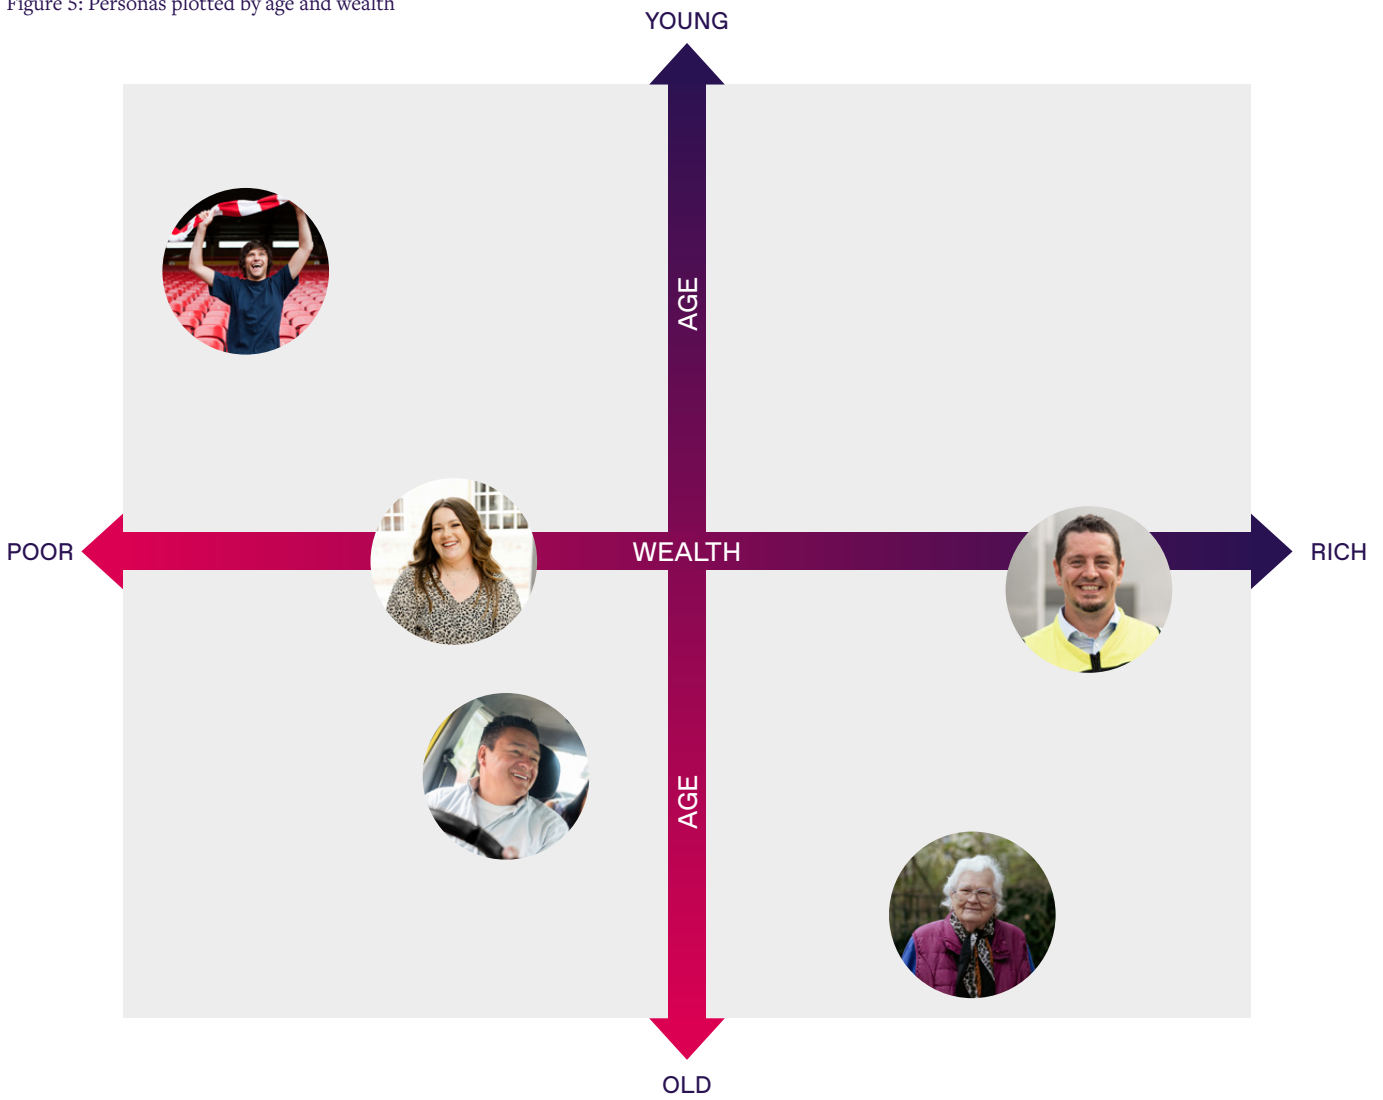 Figure 5: Personas plotted by age and wealth
YOUNG
AGE
POOR
WEALTH
RICH
AGE
OLD